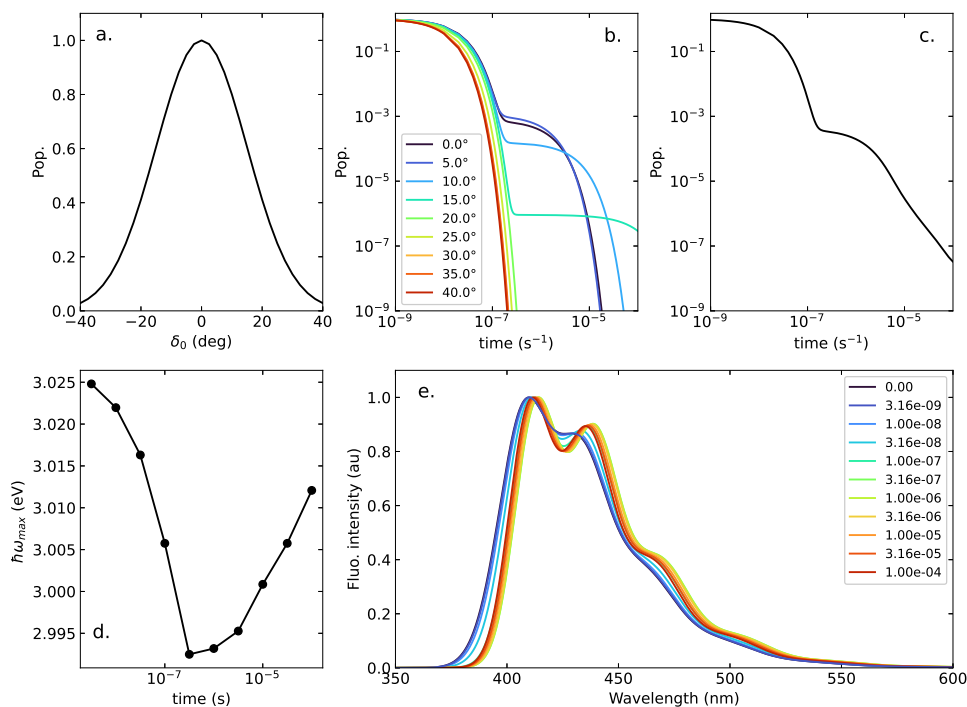 a.
1.0
0.8
0.6
0.4
0.2
0.0
Pop.
−40 −20 0 20 40
δ₀ (deg)
b.
10⁻¹
10⁻³
10⁻⁵
10⁻⁷
10⁻⁹
Pop.
0.0°
5.0°
10.0°
15.0°
20.0°
25.0°
30.0°
35.0°
40.0°
10⁻⁹ 10⁻⁷ 10⁻⁵
time (s⁻¹)
c.
10⁻¹
10⁻³
10⁻⁵
10⁻⁷
10⁻⁹
Pop.
10⁻⁹ 10⁻⁷ 10⁻⁵
time (s⁻¹)
3.025
3.020
3.015
3.010
3.005
3.000
2.995
ℏωmax (eV)
d.
10⁻⁷ 10⁻⁵
time (s)
e.
1.0
0.8
0.6
0.4
0.2
0.0
Fluo. intensity (au)
0.00
3.16e-09
1.00e-08
3.16e-08
1.00e-07
3.16e-07
1.00e-06
3.16e-06
1.00e-05
3.16e-05
1.00e-04
350 400 450 500 550 600
Wavelength (nm)